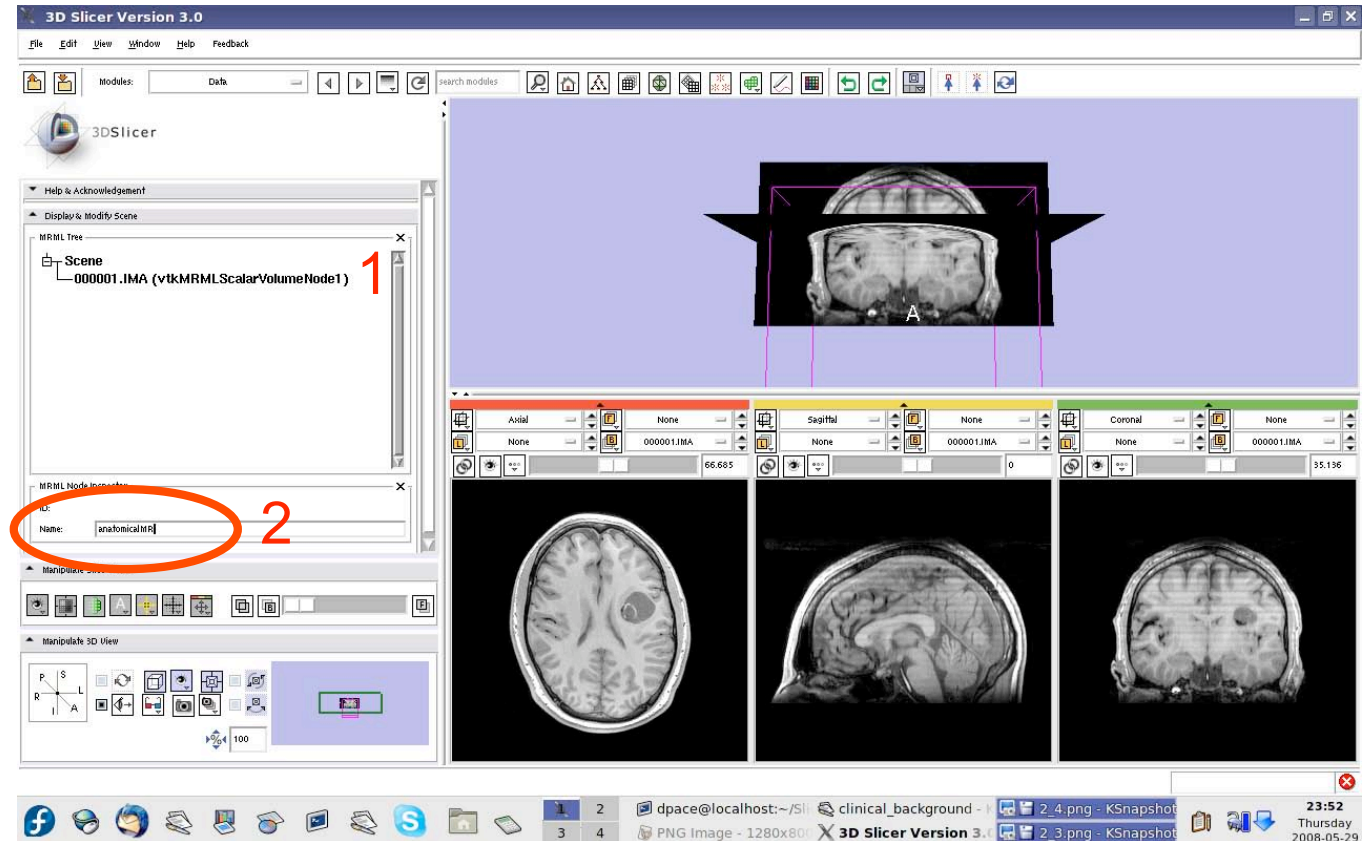 3D Slicer Version 3.0
File Edit View Window Help Feedback
Modules: Data search modules
3DSlicer
Help & Acknowledgement
Display & Modify Scene
MRML Tree
Scene
000001.IMA (vtkMRMLScalarVolumeNode1)
1
MRML Node Inspector
ID:
Name: anatomicalMR
2
Manipulate Slice
Manipulate 3D View
P S
R L
I A
% 100
A
Axial F None
L None B 000001.IMA
66.685
Sagittal F None
L None B 000001.IMA
0
Coronal F None
L None B 000001.IMA
35.136
1 2
3 4
dpace@localhost:~/Sli
clinical_background - K
2_4.png - KSnapshot
PNG Image - 1280x80
3D Slicer Version 3.
2_3.png - KSnapshot
23:52
Thursday
2008-05-29